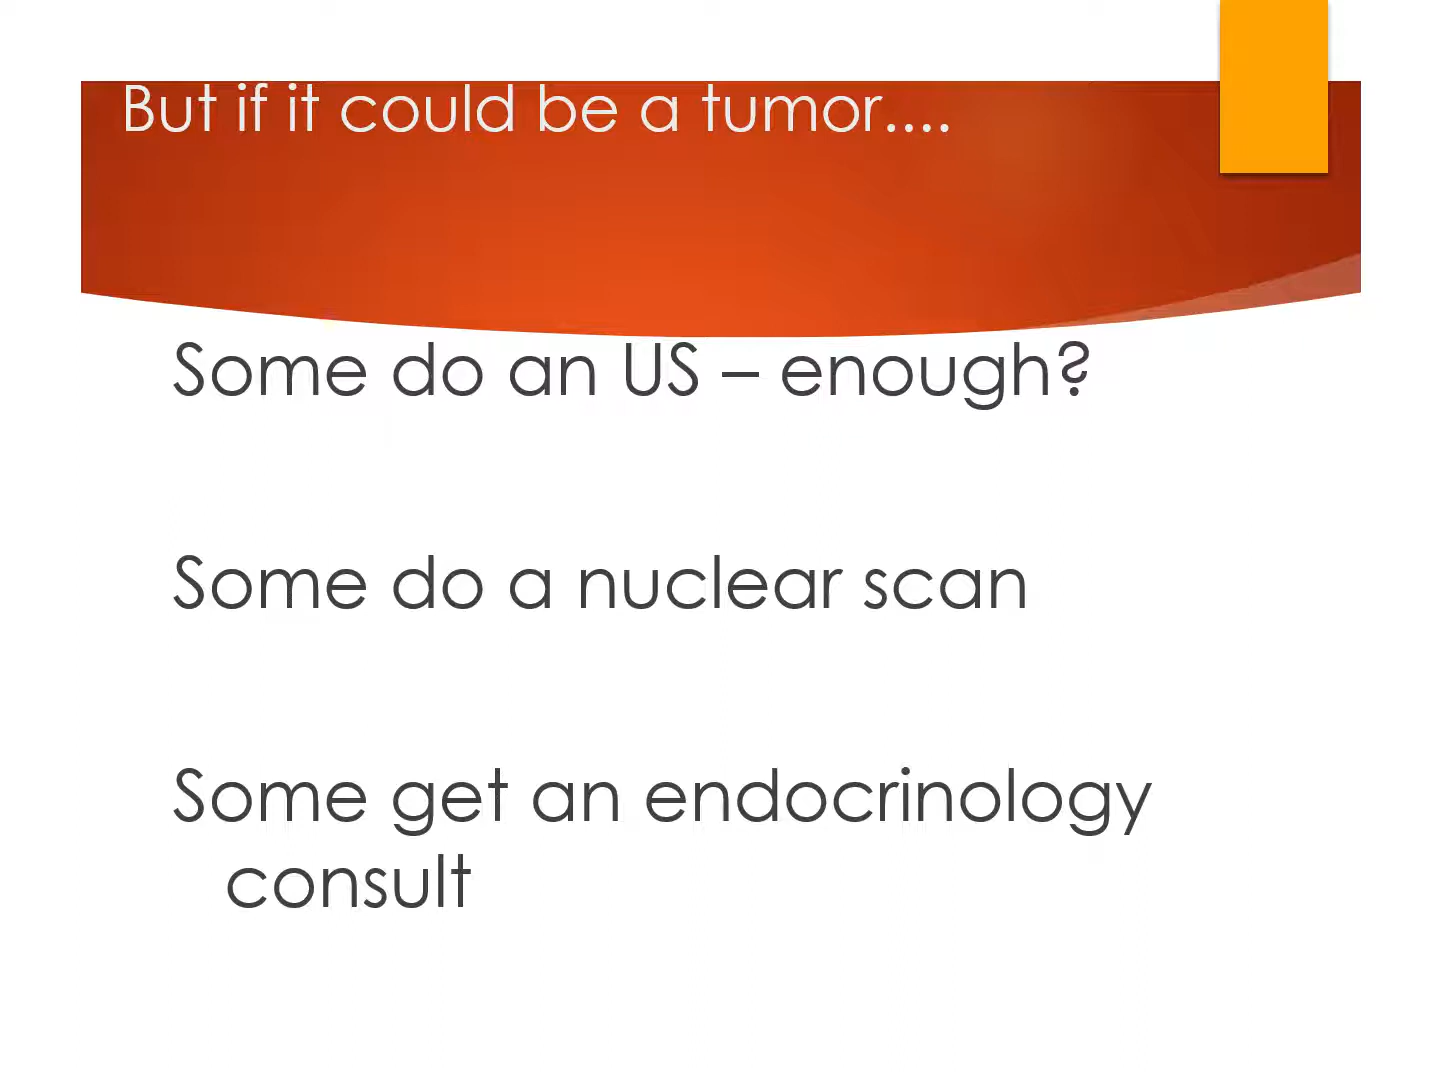 But if it could be a tumor....
Some do an US – enough?
Some do a nuclear scan
Some get an endocrinology
consult